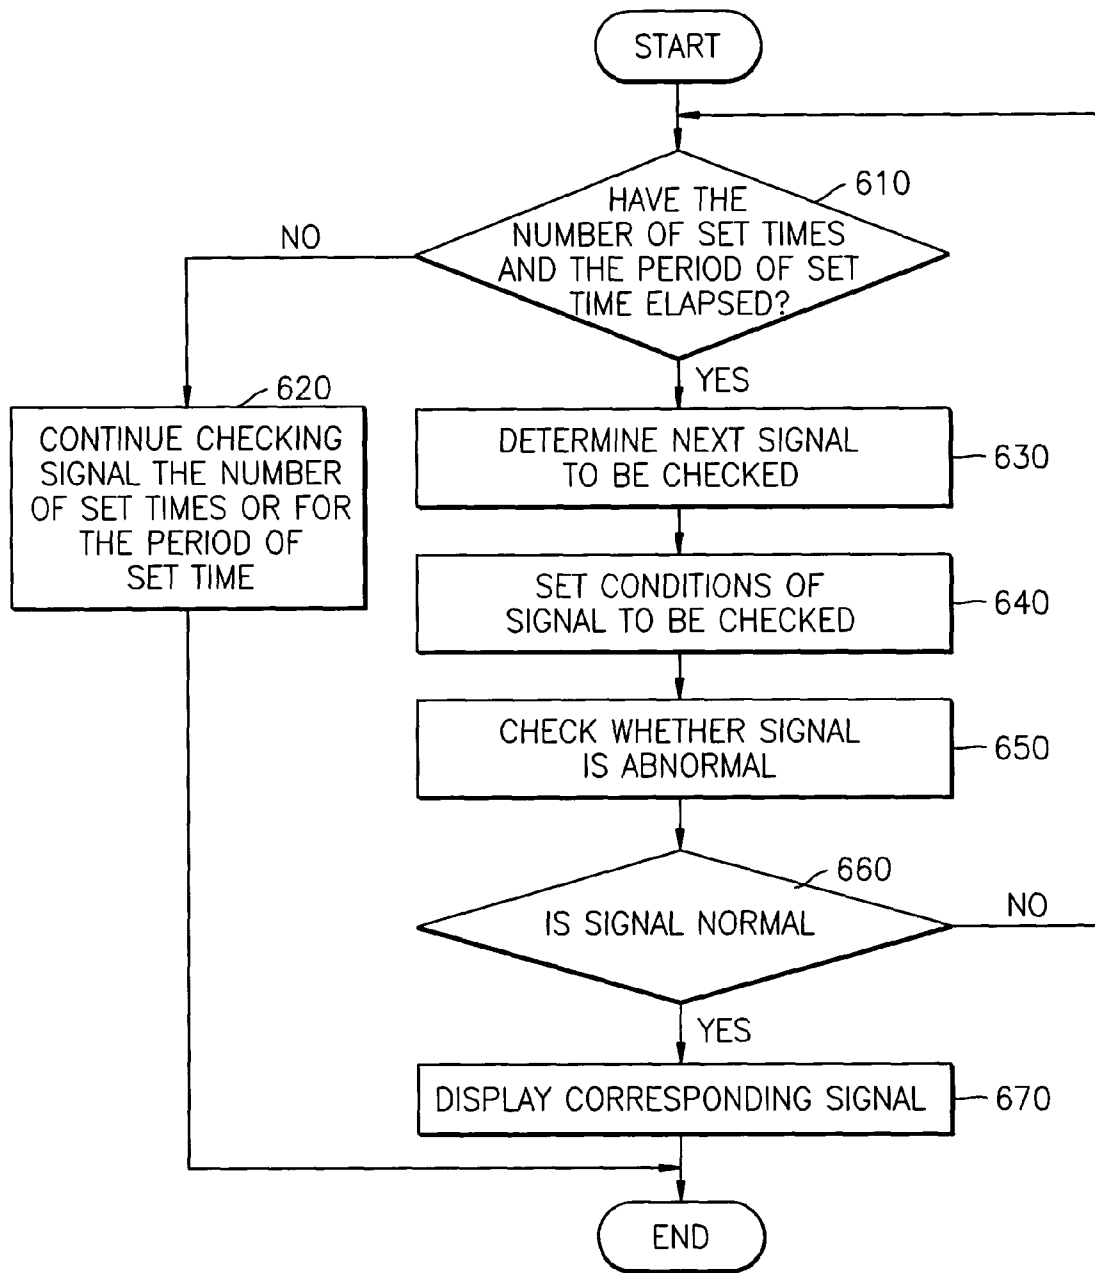 START
610
HAVE THE
NUMBER OF SET TIMES
AND THE PERIOD OF SET
TIME ELAPSED?
NO
YES
620
CONTINUE CHECKING
SIGNAL THE NUMBER
OF SET TIMES OR FOR
THE PERIOD OF
SET TIME
DETERMINE NEXT SIGNAL
TO BE CHECKED
630
SET CONDITIONS OF
SIGNAL TO BE CHECKED
640
CHECK WHETHER SIGNAL
IS ABNORMAL
650
660
IS SIGNAL NORMAL
NO
YES
DISPLAY CORRESPONDING SIGNAL
670
END